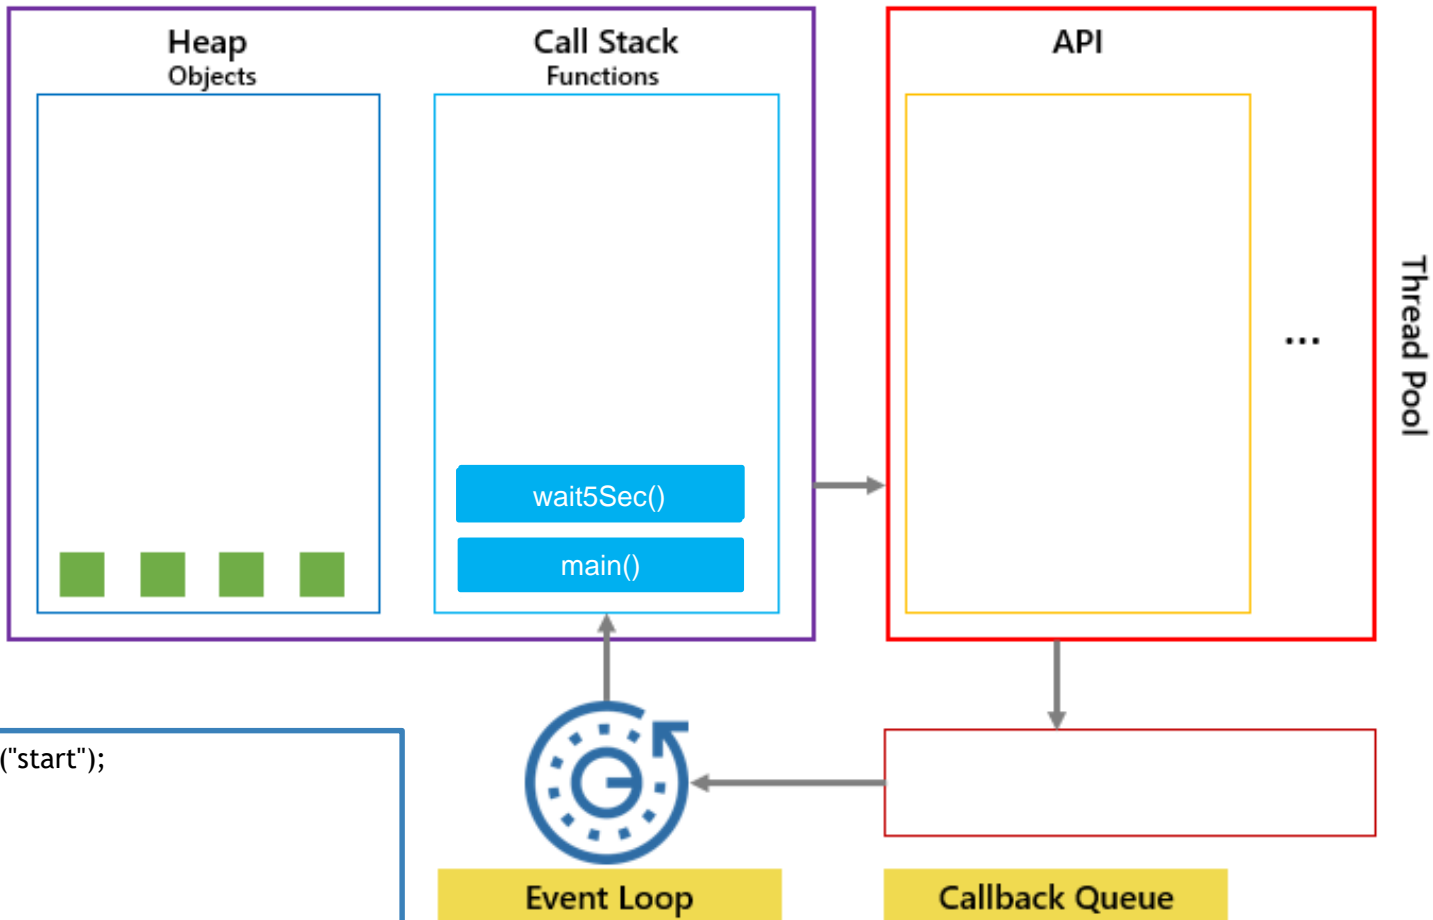 Heap
Objects
Call Stack
Functions
API
Thread Pool
...
wait5Sec()
main()
("start");
Event Loop
Callback Queue